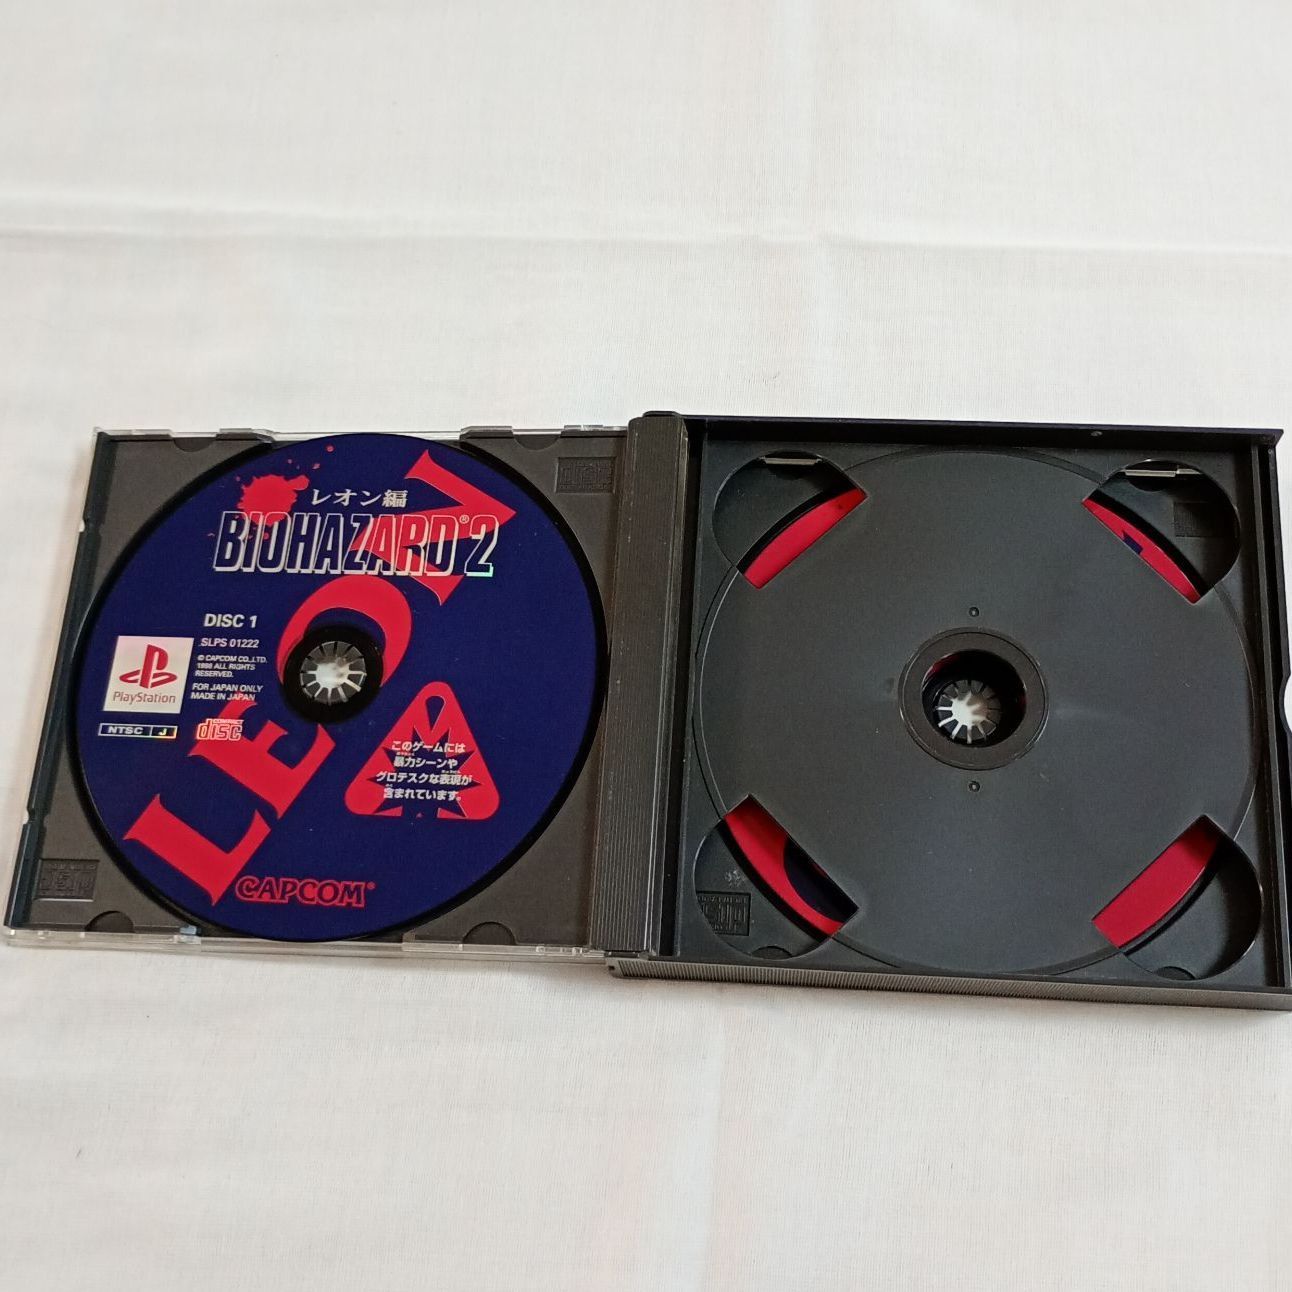 レオン編
BIOHAZARD®2
LEON
DISC 1
SLPS 01222
© CAPCOM CO.,LTD.
1998 ALL RIGHTS
RESERVED.
FOR JAPAN ONLY
MADE IN JAPAN
PlayStation
NTSC J
COMPACT
disc
このゲームには
暴力シーンや
グロテスクな表現が
含まれています。
CAPCOM®